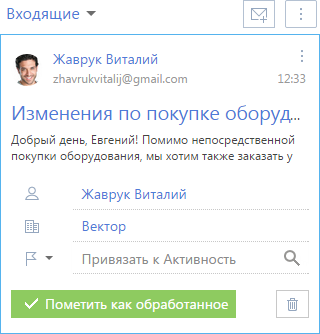 Входящие
Жаврук Виталий
zhavrukvitalij@gmail.com 12:33
Изменения по покупке оборуд...
Добрый день, Евгений! Помимо непосредственной
покупки оборудования, мы хотим также заказать у
Жаврук Виталий
Вектор
Привязать к Активность
Пометить как обработанное